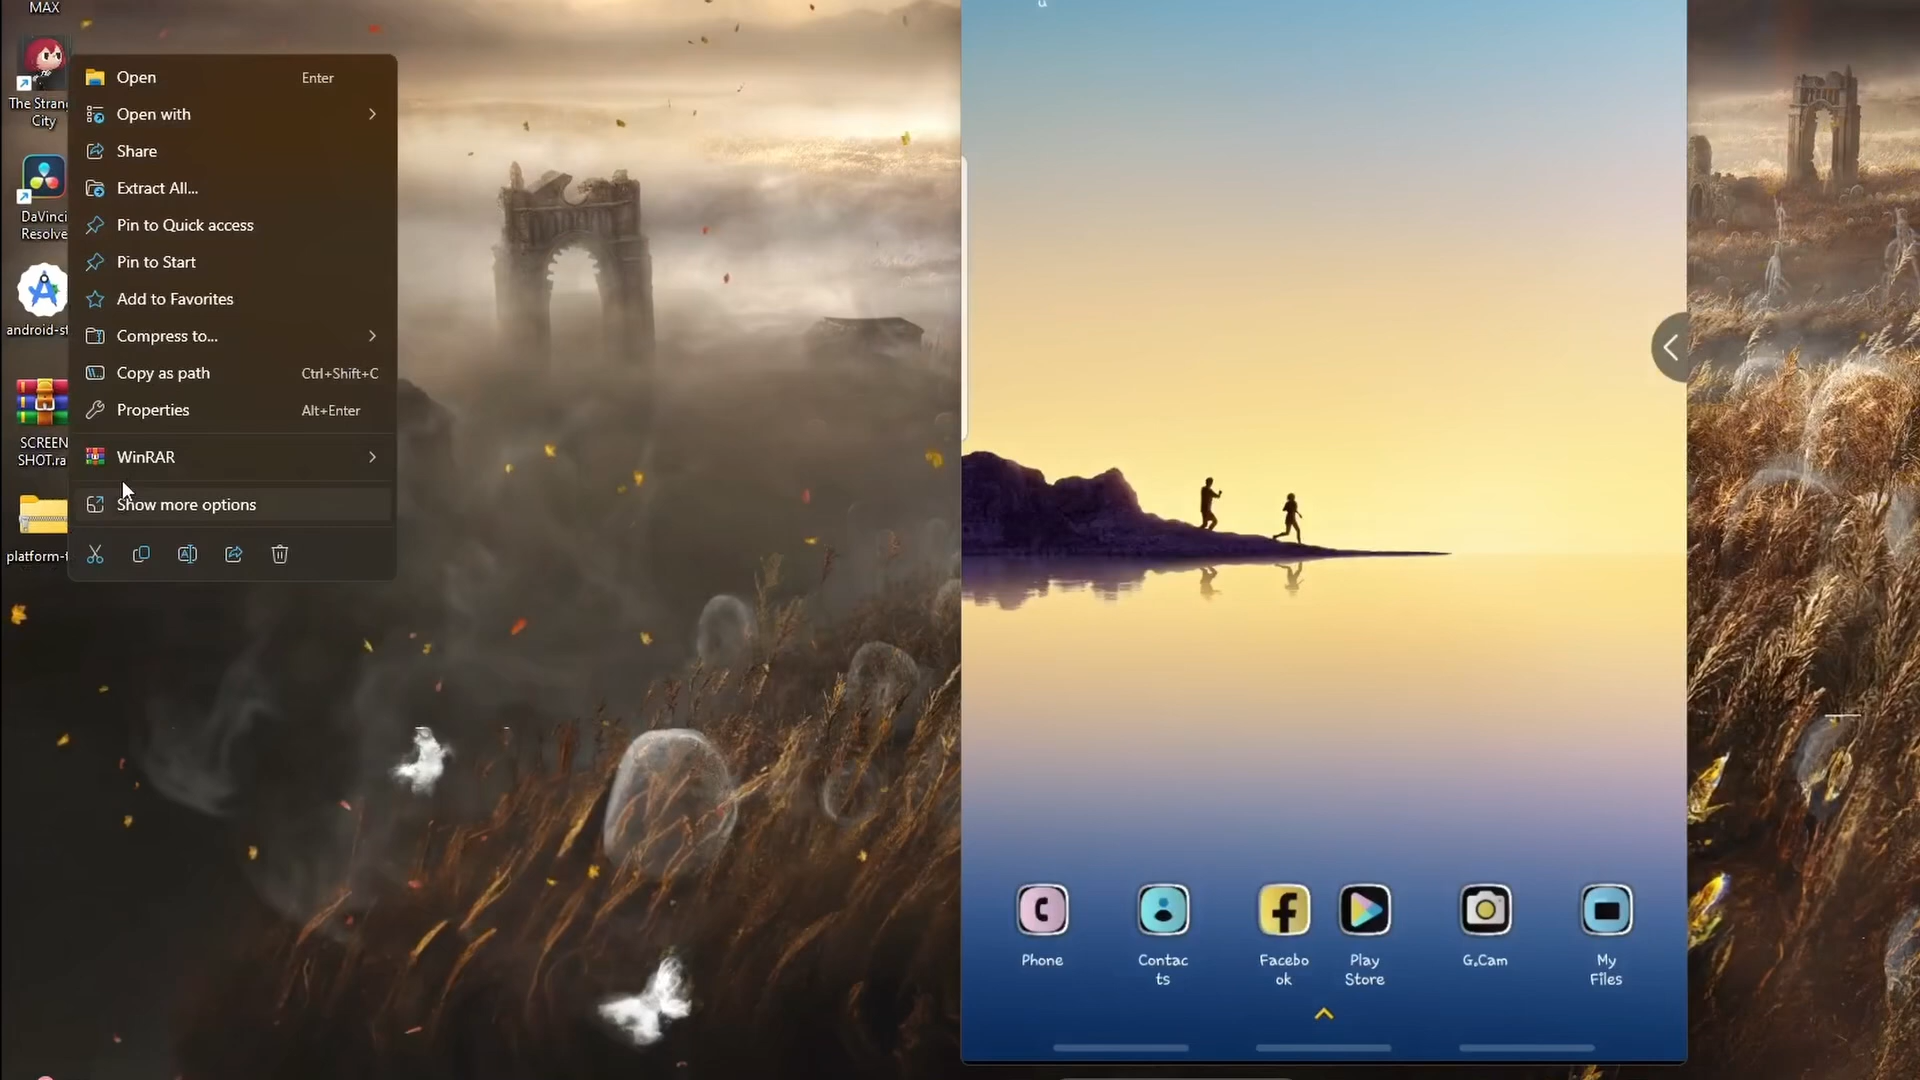 MAX
The Stran
City
DaVinci
Resolve
android-st
SCREEN
SHOT.ra
platform-t
Open Enter
Open with
Share
Extract All...
Pin to Quick access
Pin to Start
Add to Favorites
Compress to...
Copy as path Ctrl+Shift+C
Properties Alt+Enter
WinRAR
Show more options
Phone
Contac
ts
Facebo
ok
Play
Store
G.Cam
My
Files